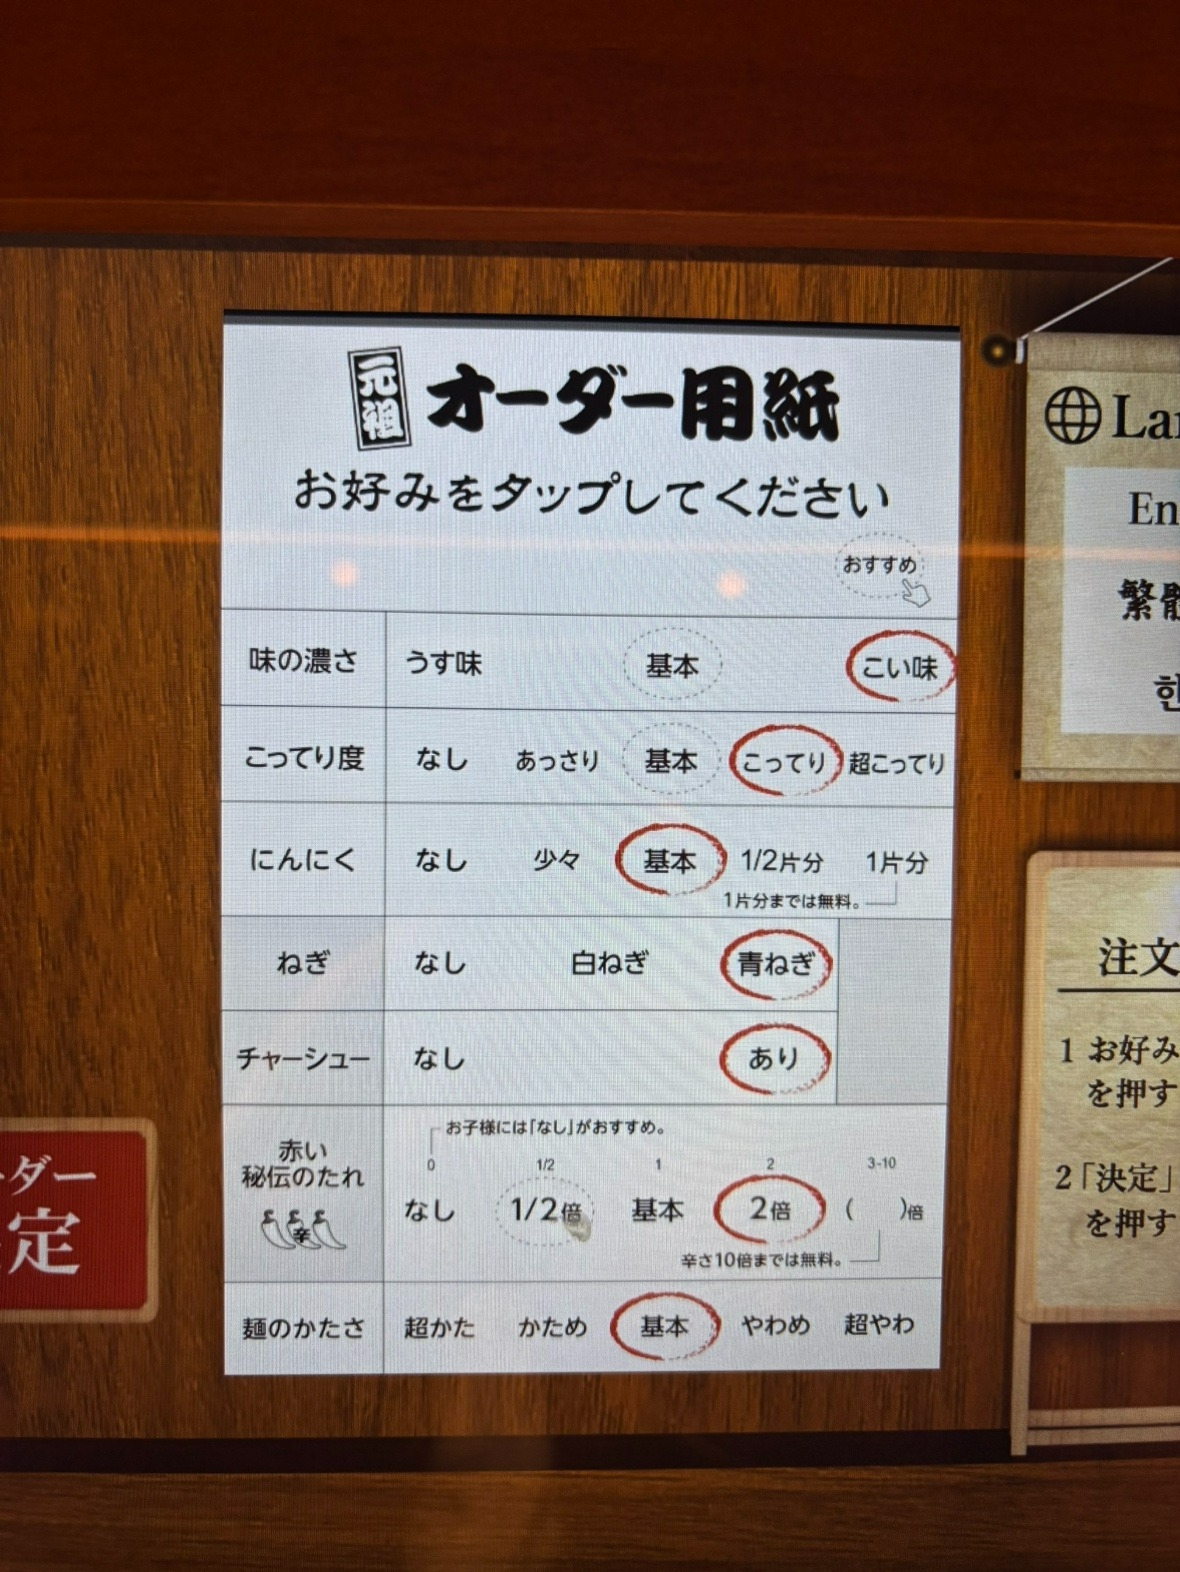 元祖 オーダー用紙
お好みをタップしてください
おすすめ
味の濃さ うす味 基本 こい味
こってり度 なし あっさり 基本 こってり 超こってり
にんにく なし 少々 基本 1/2片分 1片分
1片分までは無料。
ねぎ なし 白ねぎ 青ねぎ
チャーシュー なし あり
お子様には「なし」がおすすめ。
赤い
秘伝のたれ
辛
0 1/2 1 2 3-10
なし 1/2倍 基本 2倍 ( )倍
辛さ10倍までは無料。
麺のかたさ 超かた かため 基本 やわめ 超やわ
ーダー
定
Lan
En
繁體
한
注文
1 お好み
を押す
2「決定」
を押す